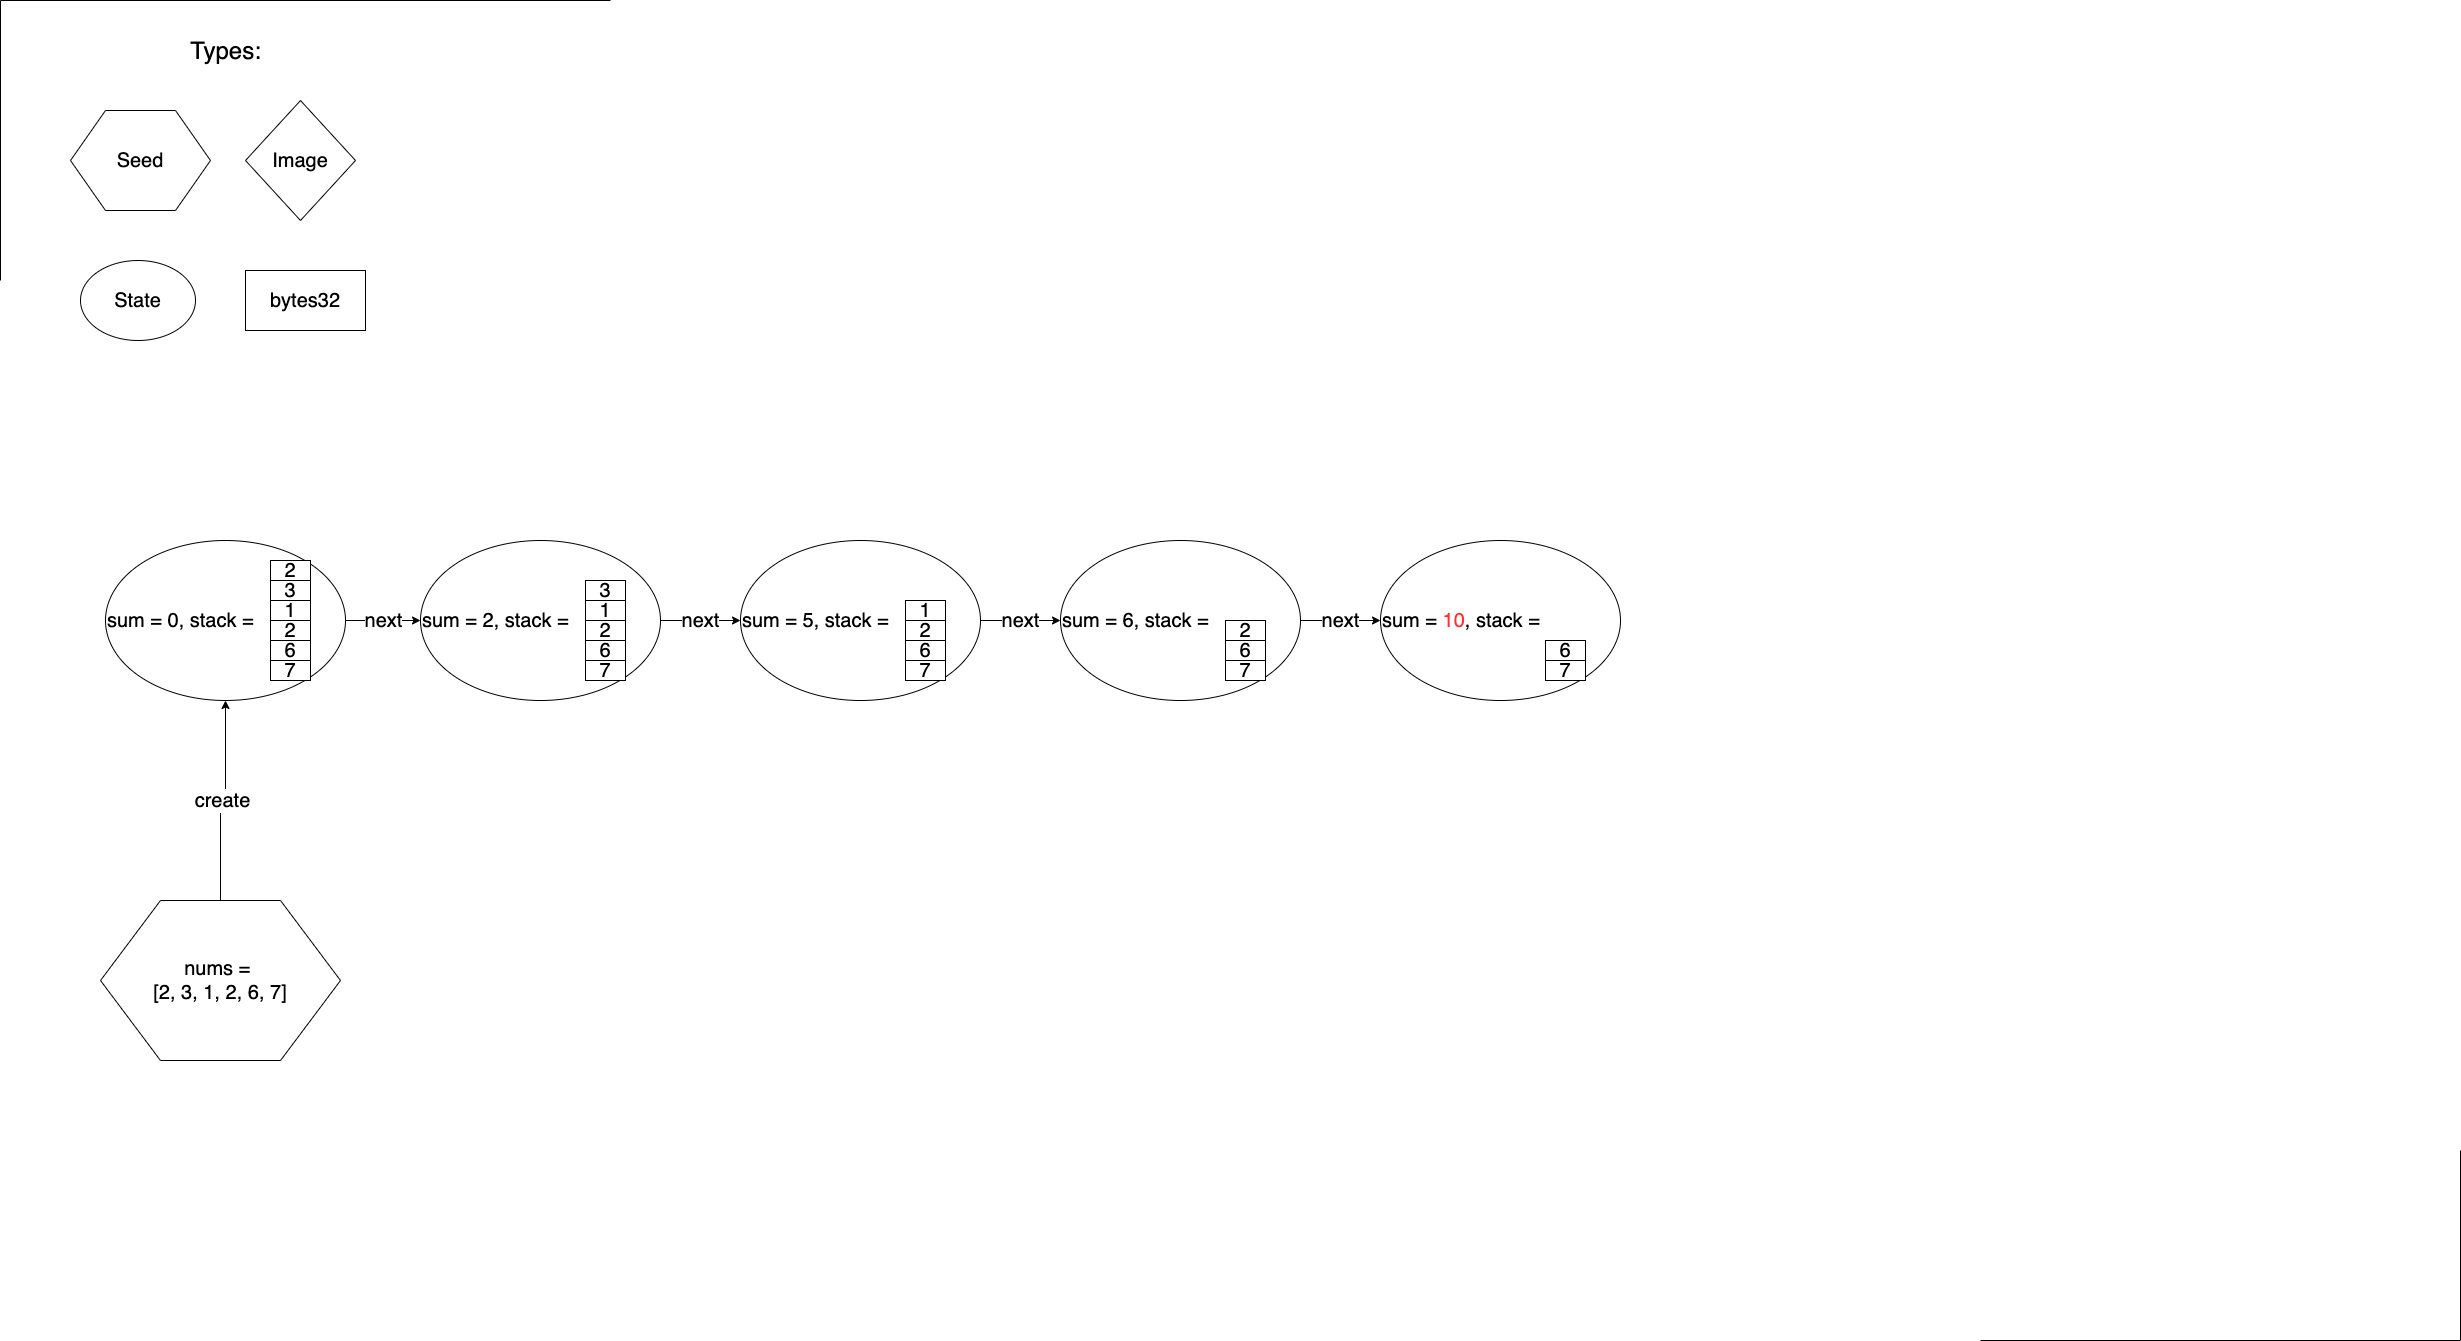 Types:
Seed
Image
State
bytes32
sum = 0, stack =
2
3
1
2
6
7
next
sum = 2, stack =
3
1
2
6
7
next
sum = 5, stack =
1
2
6
7
next
sum = 6, stack =
2
6
7
next
sum = 10, stack =
6
7
create
nums =
[2, 3, 1, 2, 6, 7]